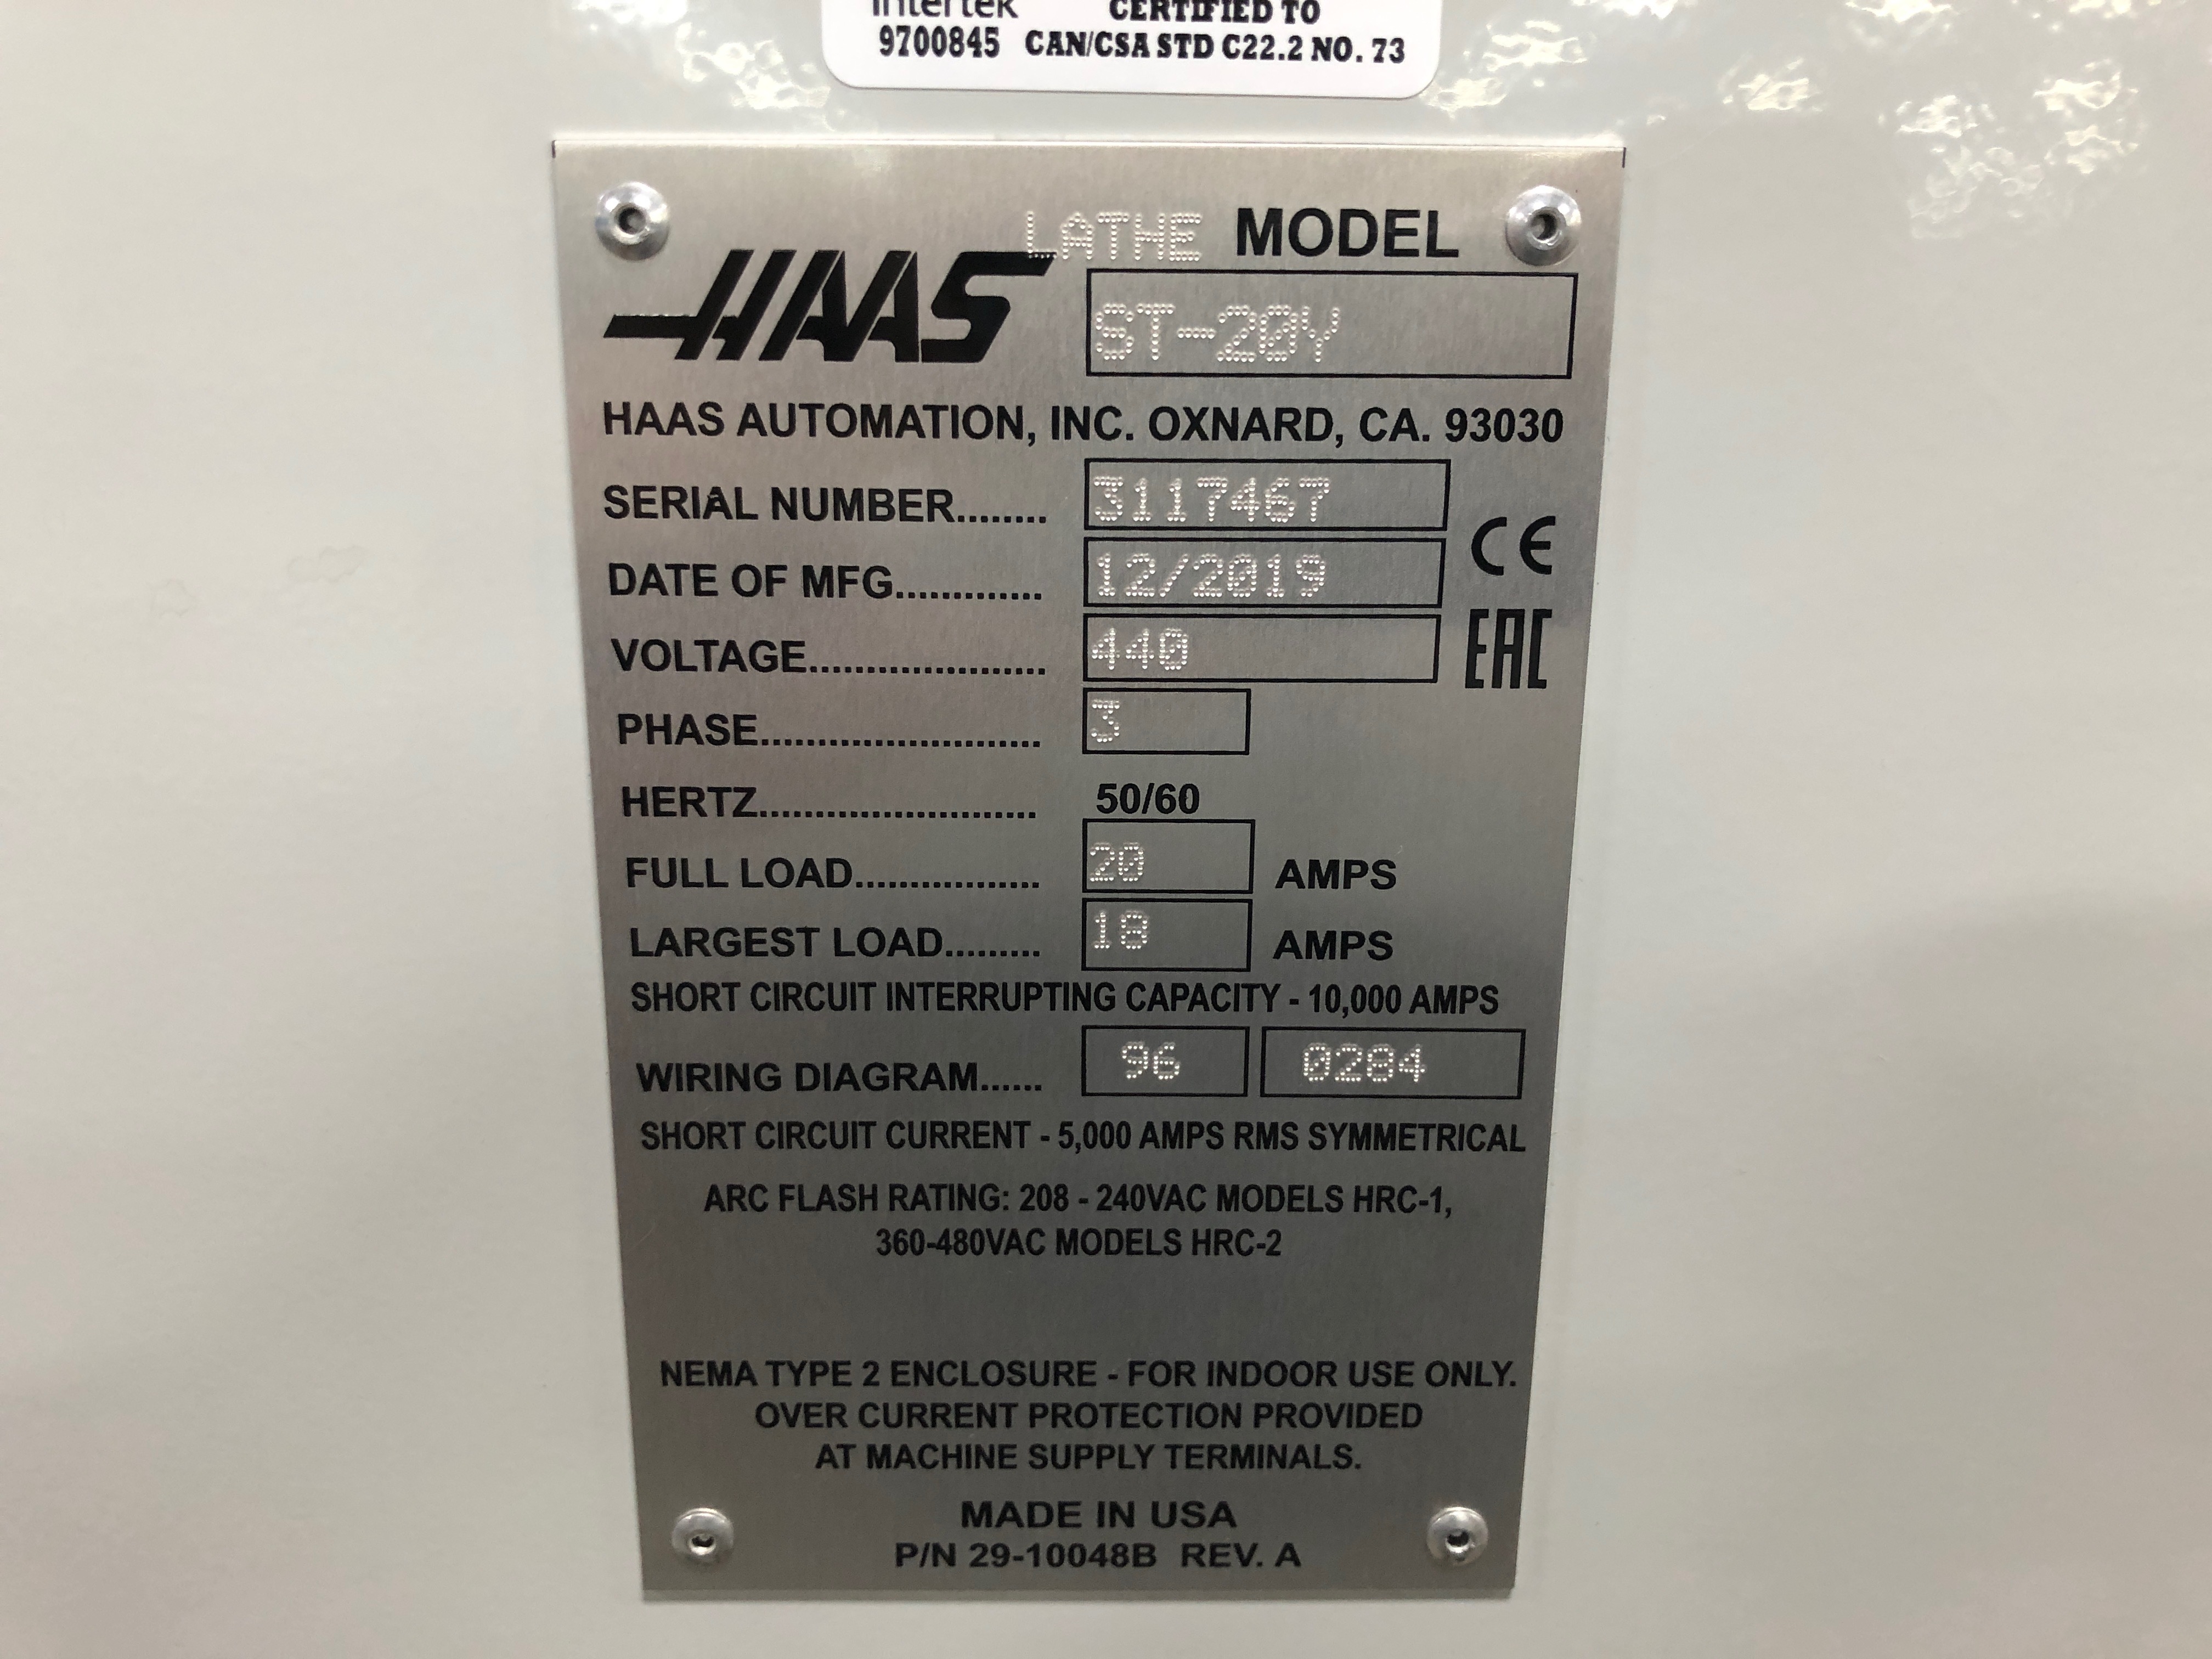 Intertek CERTIFIED TO
9700845 CAN/CSA STD C22.2 NO. 73
LATHE MODEL
HAAS ST-20Y
HAAS AUTOMATION, INC. OXNARD, CA. 93030
SERIAL NUMBER........ 3117467
DATE OF MFG............. 12/2019
CE
VOLTAGE..................... 440
EAC
PHASE......................... 3
HERTZ......................... 50/60
FULL LOAD................. 20 AMPS
LARGEST LOAD......... 18 AMPS
SHORT CIRCUIT INTERRUPTING CAPACITY - 10,000 AMPS
WIRING DIAGRAM...... 96 0284
SHORT CIRCUIT CURRENT - 5,000 AMPS RMS SYMMETRICAL
ARC FLASH RATING: 208 - 240VAC MODELS HRC-1,
360-480VAC MODELS HRC-2
NEMA TYPE 2 ENCLOSURE - FOR INDOOR USE ONLY.
OVER CURRENT PROTECTION PROVIDED
AT MACHINE SUPPLY TERMINALS.
MADE IN USA
P/N 29-10048B REV. A